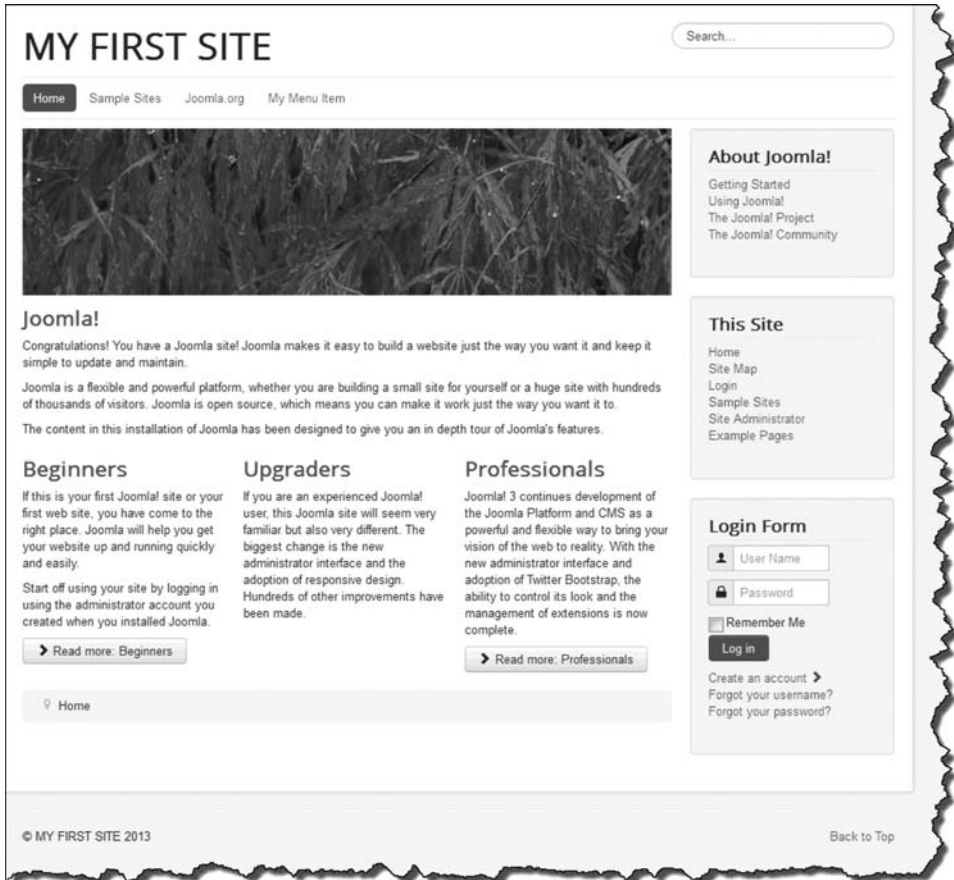 MY FIRST SITE
Search...
Home
Sample Sites
Joomla.org
My Menu Item
Joomla!
Congratulations! You have a Joomla site! Joomla makes it easy to build a website just the way you want it and keep it
simple to update and maintain.
Joomla is a flexible and powerful platform, whether you are building a small site for yourself or a huge site with hundreds
of thousands of visitors. Joomla is open source, which means you can make it work just the way you want it to.
The content in this installation of Joomla has been designed to give you an in depth tour of Joomla's features.
Beginners
If this is your first Joomla! site or your
first web site, you have come to the
right place. Joomla will help you get
your website up and running quickly
and easily.
Start off using your site by logging in
using the administrator account you
created when you installed Joomla.
Read more: Beginners
Upgraders
If you are an experienced Joomla!
user, this Joomla site will seem very
familiar but also very different. The
biggest change is the new
administrator interface and the
adoption of responsive design.
Hundreds of other improvements have
been made.
Professionals
Joomla! 3 continues development of
the Joomla Platform and CMS as a
powerful and flexible way to bring your
vision of the web to reality. With the
new administrator interface and
adoption of Twitter Bootstrap, the
ability to control its look and the
management of extensions is now
complete.
Read more: Professionals
Home
About Joomla!
Getting Started
Using Joomla!
The Joomla! Project
The Joomla! Community
This Site
Home
Site Map
Login
Sample Sites
Site Administrator
Example Pages
Login Form
User Name
Password
Remember Me
Log in
Create an account
Forgot your username?
Forgot your password?
© MY FIRST SITE 2013
Back to Top